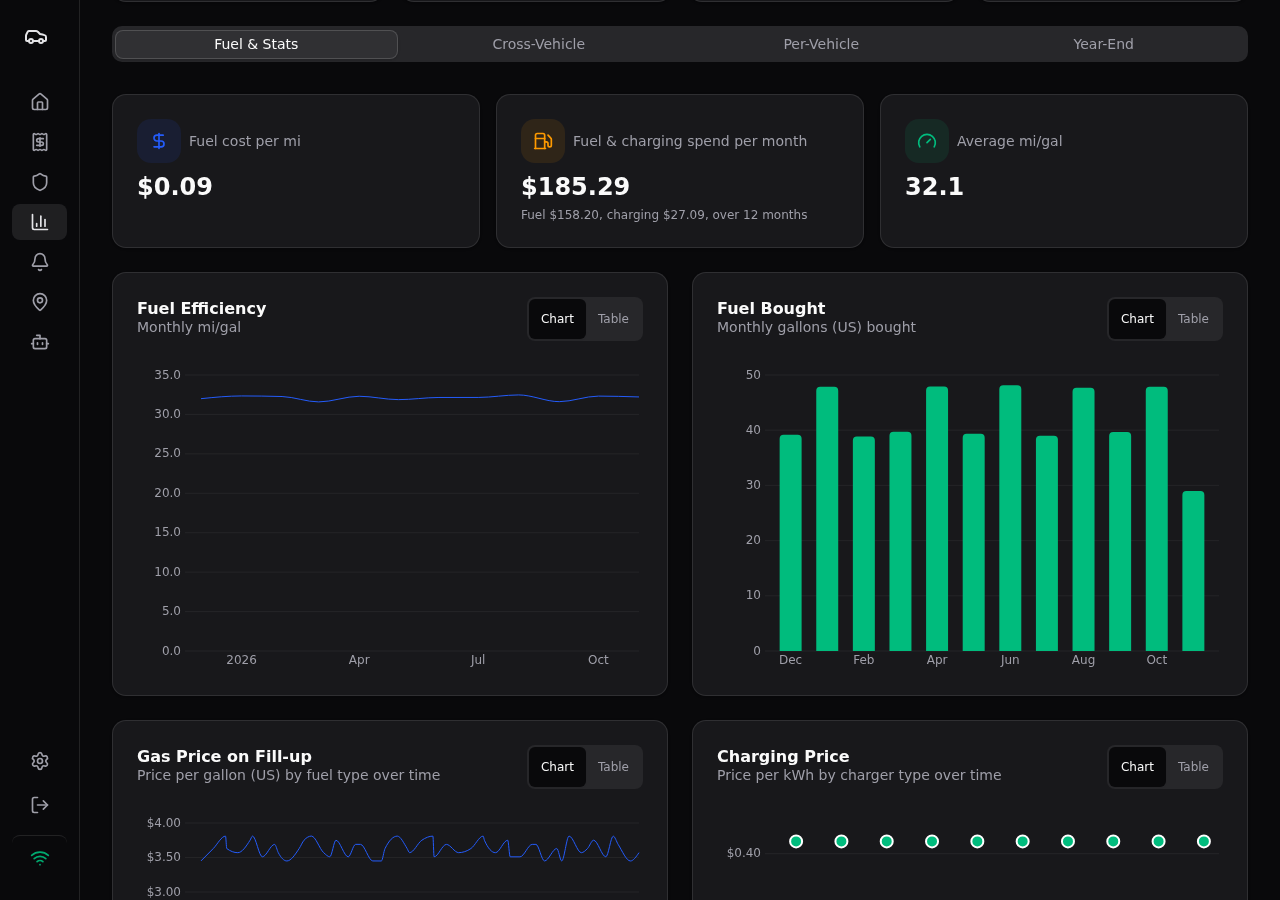 Fuel & Stats
Cross-Vehicle
Per-Vehicle
Year-End
Fuel cost per mi
$0.09
Fuel & charging spend per month
$185.29
Fuel $158.20, charging $27.09, over 12 months
Average mi/gal
32.1
Fuel Efficiency
Monthly mi/gal
Chart
Table
35.0
30.0
25.0
20.0
15.0
10.0
5.0
0.0
2026
Apr
Jul
Oct
Fuel Bought
Monthly gallons (US) bought
Chart
Table
50
40
30
20
10
0
Dec
Feb
Apr
Jun
Aug
Oct
Gas Price on Fill-up
Price per gallon (US) by fuel type over time
Chart
Table
$4.00
$3.50
$3.00
Charging Price
Price per kWh by charger type over time
Chart
Table
$0.40